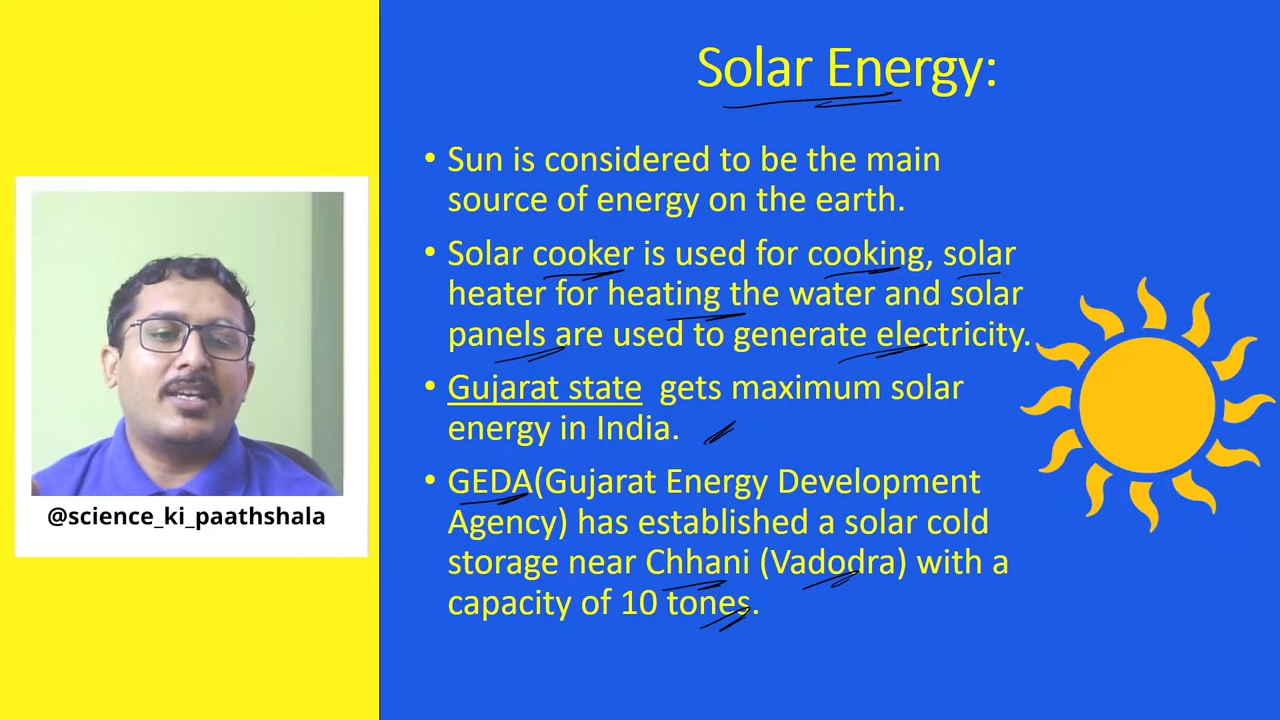 Solar Energy:
• Sun is considered to be the main
source of energy on the earth.
• Solar cooker is used for cooking, solar
heater for heating the water and solar
panels are used to generate electricity.
• Gujarat state gets maximum solar
energy in India.
• GEDA(Gujarat Energy Development
Agency) has established a solar cold
storage near Chhani (Vadodra) with a
capacity of 10 tones.
@science_ki_paathshala